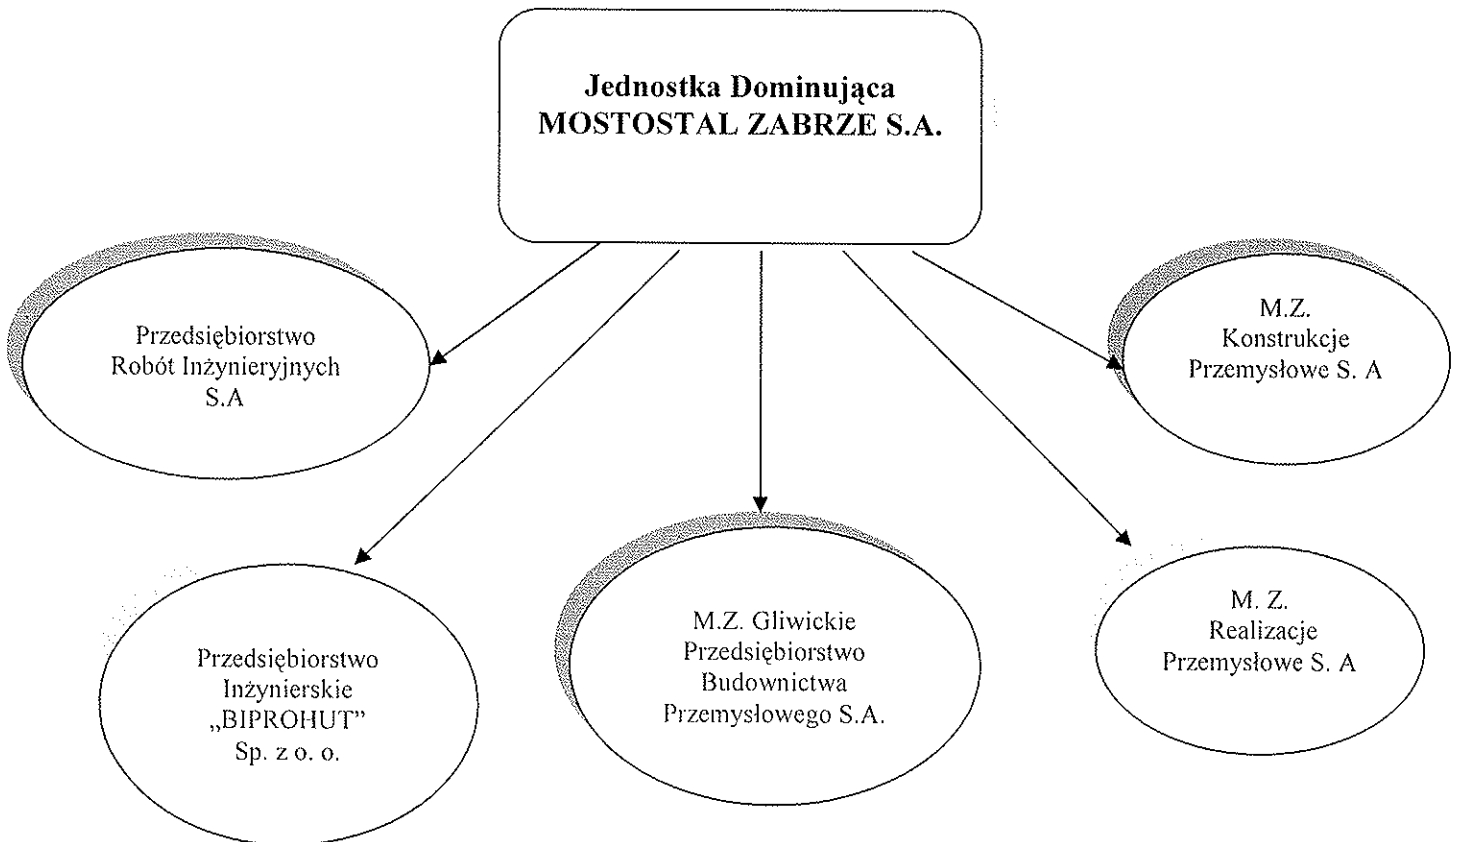 Jednostka Dominująca
MOSTOSTAL ZABRZE S.A.
Przedsiębiorstwo
Robót Inżynieryjnych
S.A
M.Z.
Konstrukcje
Przemysłowe S. A
Przedsiębiorstwo
Inżynierskie
„BIPROHUT”
Sp. z o. o.
M.Z. Gliwickie
Przedsiębiorstwo
Budownictwa
Przemysłowego S.A.
M. Z.
Realizacje
Przemysłowe S. A